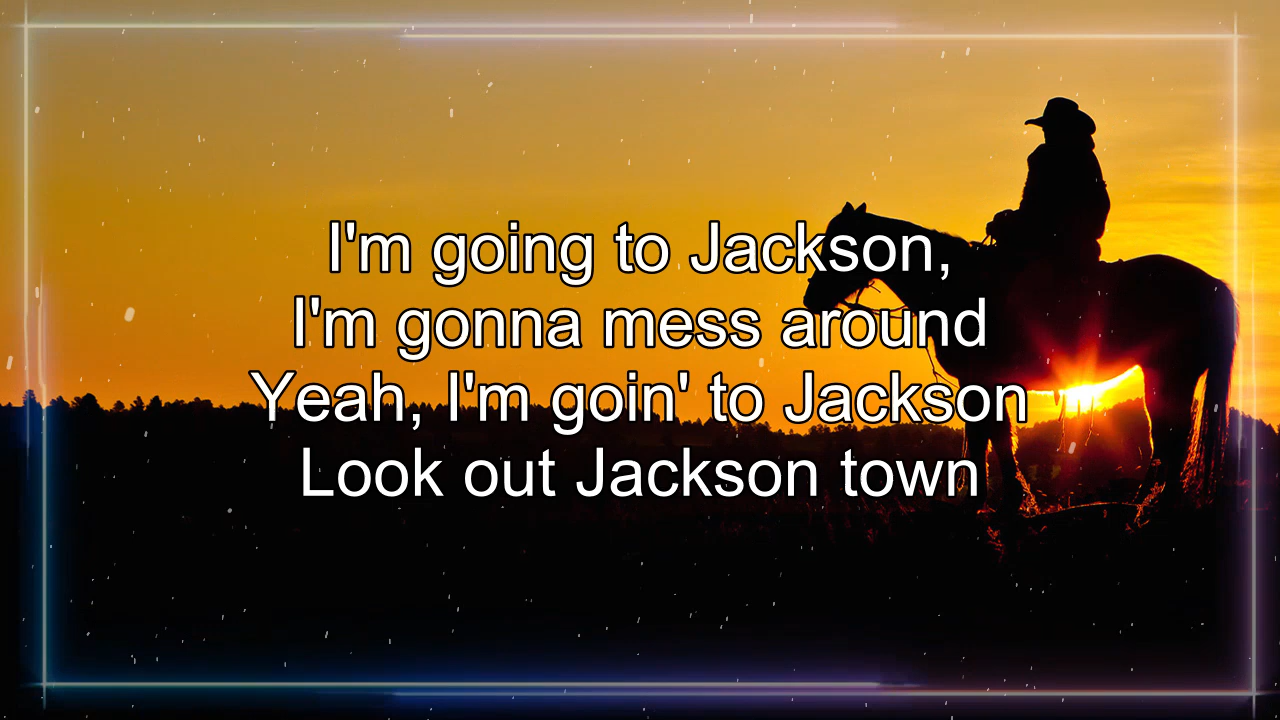 I'm going to Jackson,
I'm gonna mess around
Yeah, I'm goin' to Jackson
Look out Jackson town